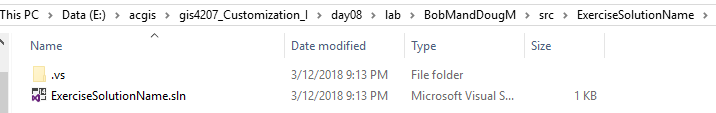 This PC > Data (E:) > acgis > gis4207_Customization_I > day08 > lab > BobMandDougM > src > ExerciseSolutionName >
Name Date modified Type Size
.vs 3/12/2018 9:13 PM File folder
ExerciseSolutionName.sln 3/12/2018 9:13 PM Microsoft Visual S... 1 KB